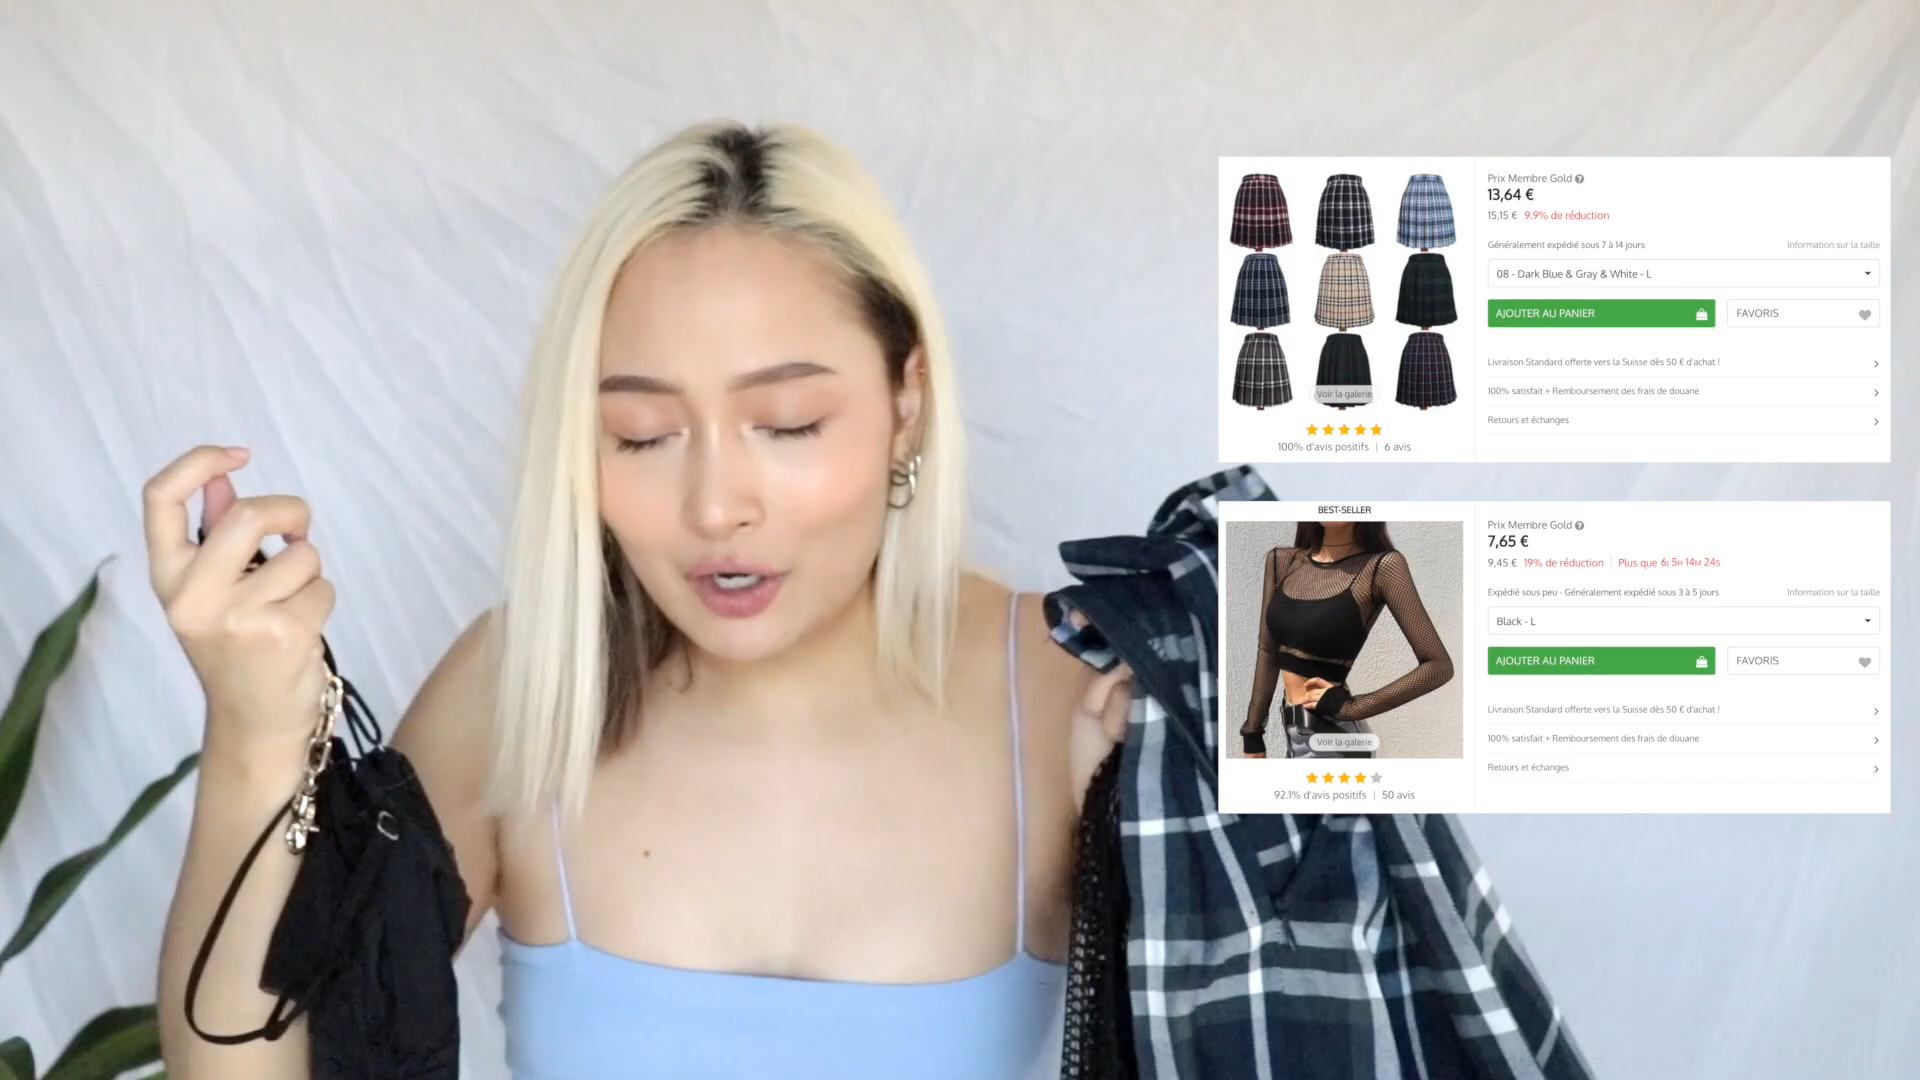 Prix Membre Gold ?
13,64 €
15,15 € 9.9% de réduction
Généralement expédié sous 7 à 14 jours Information sur la taille
08 - Dark Blue & Gray & White - L
AJOUTER AU PANIER FAVORIS
Livraison Standard offerte vers la Suisse dès 50 € d'achat !
100% satisfait + Remboursement des frais de douane
Retours et échanges
Voir la galerie
100% d'avis positifs | 6 avis
BEST-SELLER
Prix Membre Gold ?
7,65 €
9,45 € 19% de réduction | Plus que 6J 5H 14M 24S
Expédié sous peu - Généralement expédié sous 3 à 5 jours Information sur la taille
Black - L
AJOUTER AU PANIER FAVORIS
Livraison Standard offerte vers la Suisse dès 50 € d'achat !
100% satisfait + Remboursement des frais de douane
Retours et échanges
Voir la galerie
92.1% d'avis positifs | 50 avis